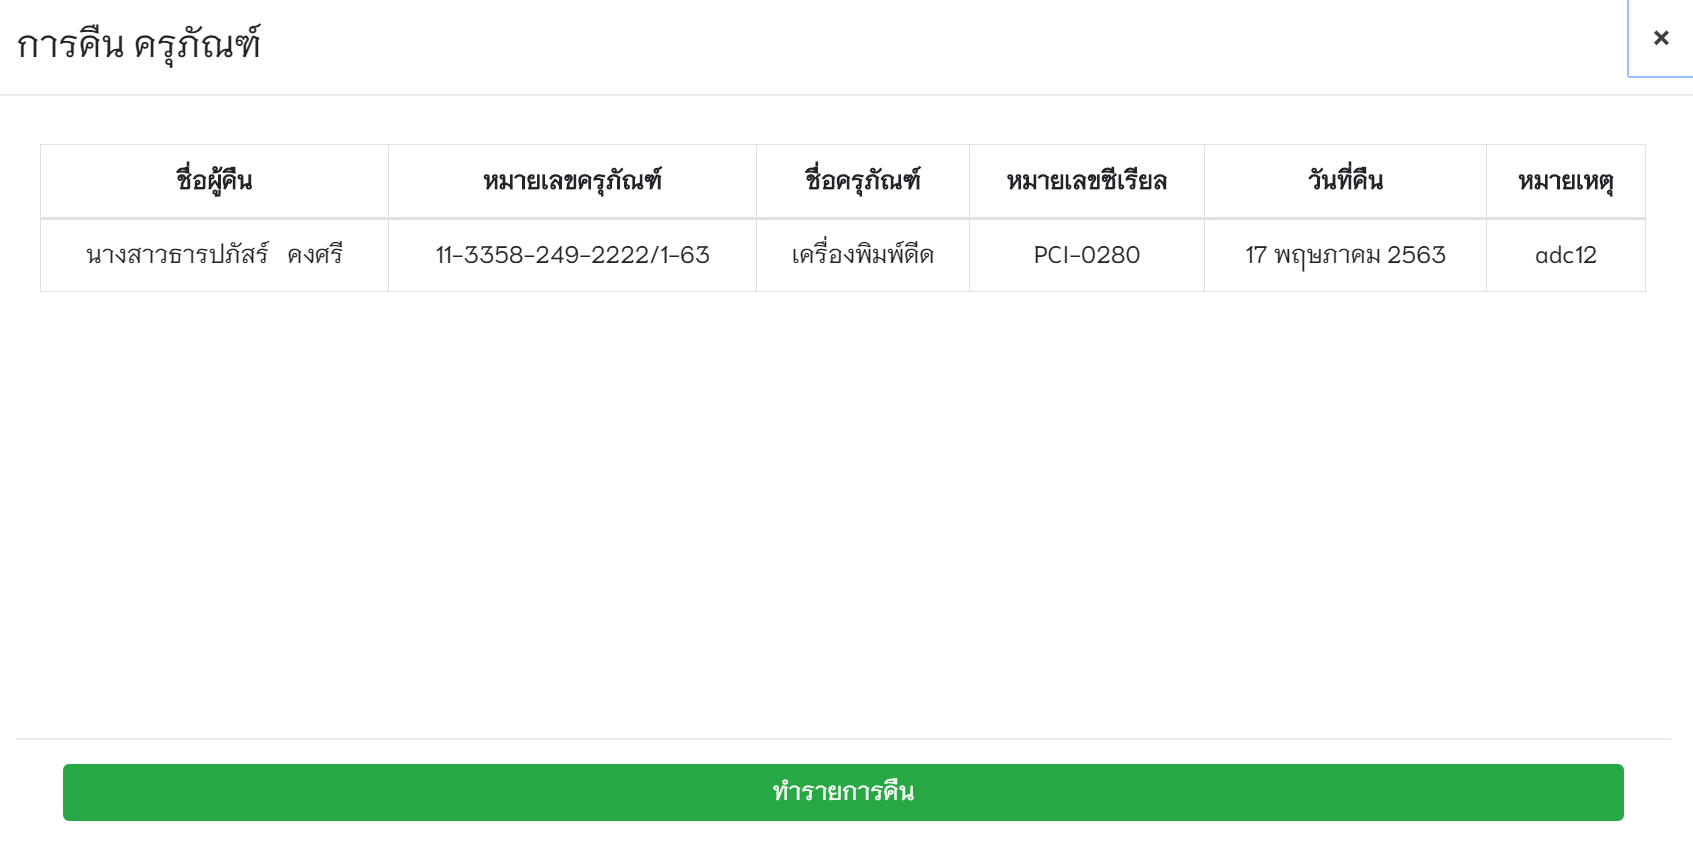 การคืน ครุภัณฑ์
×
ชื่อผู้คืน หมายเลขครุภัณฑ์ ชื่อครุภัณฑ์ หมายเลขซีเรียล วันที่คืน หมายเหตุ
นางสาวธารปภัสร์ คงศรี 11-3358-249-2222/1-63 เครื่องพิมพ์ดีด PCI-0280 17 พฤษภาคม 2563 adc12
ทำรายการคืน